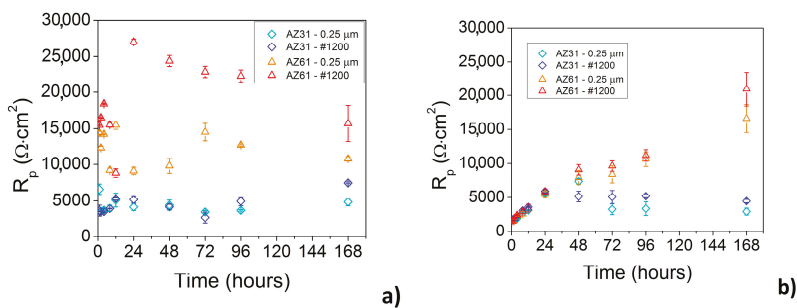 30,000
25,000
20,000
15,000
10,000
5000
0
Rp (Ω·cm²)
AZ31 - 0.25 μm
AZ31 - #1200
AZ61 - 0.25 μm
AZ61 - #1200
0 24 48 72 96 120 144 168
Time (hours)
a)
30,000
25,000
20,000
15,000
10,000
5000
0
Rp (Ω·cm²)
AZ31 - 0.25 μm
AZ31 - #1200
AZ61 - 0.25 μm
AZ61 - #1200
0 24 48 72 96 120 144 168
Time (hours)
b)